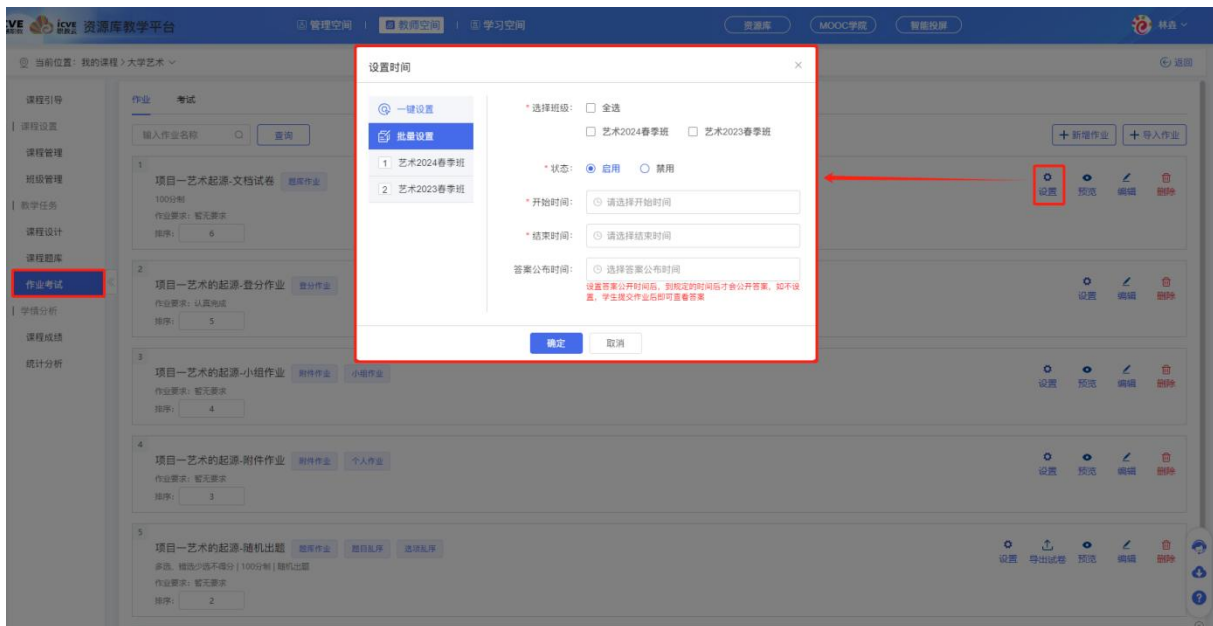 icve 资源库教学平台
管理空间 | 教师空间 | 学习空间
资源库 MOOC学院 智能投屏
林垚
当前位置：我的课程 > 大学艺术
返回
课程引导
课程设置
课程管理
班级管理
教学任务
课程设计
课程题库
作业考试
学情分析
课程成绩
统计分析
作业 考试
输入作业名称 查询
+ 新增作业 + 导入作业
1
项目一艺术起源-文档试卷 题库作业
100分制
作业要求：暂无要求
排序： 6
设置 预览 编辑 删除
2
项目一艺术的起源-登分作业 登分作业
作业要求：认真完成
排序： 5
设置 编辑 删除
3
项目一艺术的起源-小组作业 附件作业 小组作业
作业要求：暂无要求
排序： 4
设置 预览 编辑 删除
4
项目一艺术的起源-附件作业 附件作业 个人作业
作业要求：暂无要求
排序： 3
设置 预览 编辑 删除
5
项目一艺术的起源-随机出题 题库作业 题目乱序 选项乱序
多选、错选少选不得分 | 100分制 | 随机出题
作业要求：暂无要求
排序： 2
设置 导出试卷 预览 编辑 删除
设置时间
一键设置
批量设置
1 艺术2024春季班
2 艺术2023春季班
* 选择班级： 全选
艺术2024春季班 艺术2023春季班
* 状态： 启用 禁用
* 开始时间： 请选择开始时间
* 结束时间： 请选择结束时间
答案公布时间： 选择答案公布时间
设置答案公开时间后，到规定的时间后才会公开答案，如不设
置，学生提交作业后即可查看答案
确定 取消